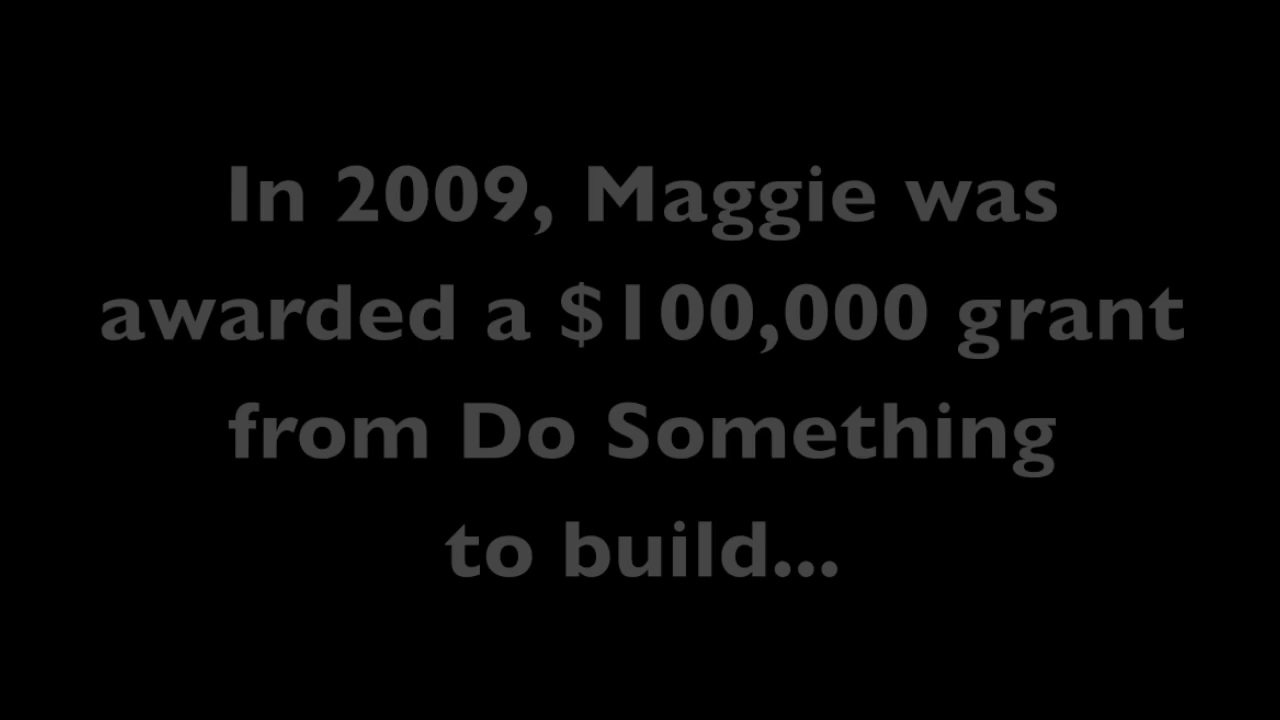 In 2009, Maggie was
awarded a $100,000 grant
from Do Something
to build...